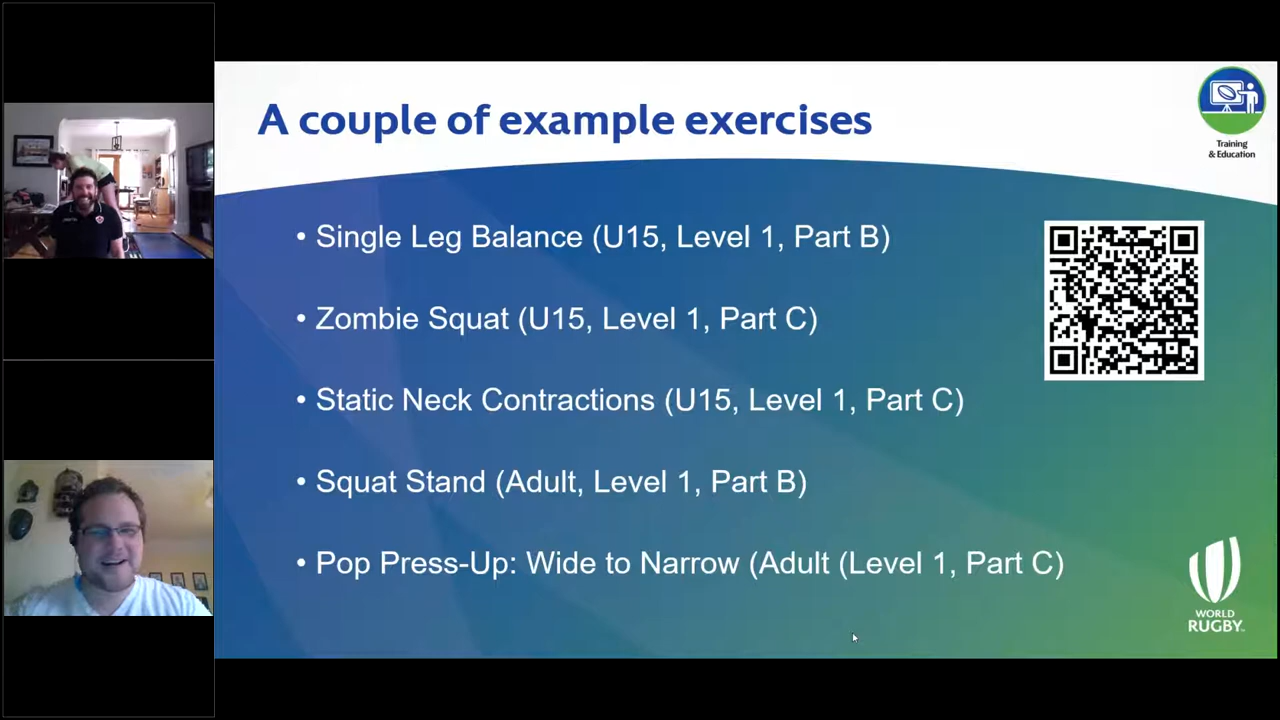 A couple of example exercises
Training
& Education
• Single Leg Balance (U15, Level 1, Part B)
• Zombie Squat (U15, Level 1, Part C)
• Static Neck Contractions (U15, Level 1, Part C)
• Squat Stand (Adult, Level 1, Part B)
• Pop Press-Up: Wide to Narrow (Adult (Level 1, Part C)
WORLD
RUGBY